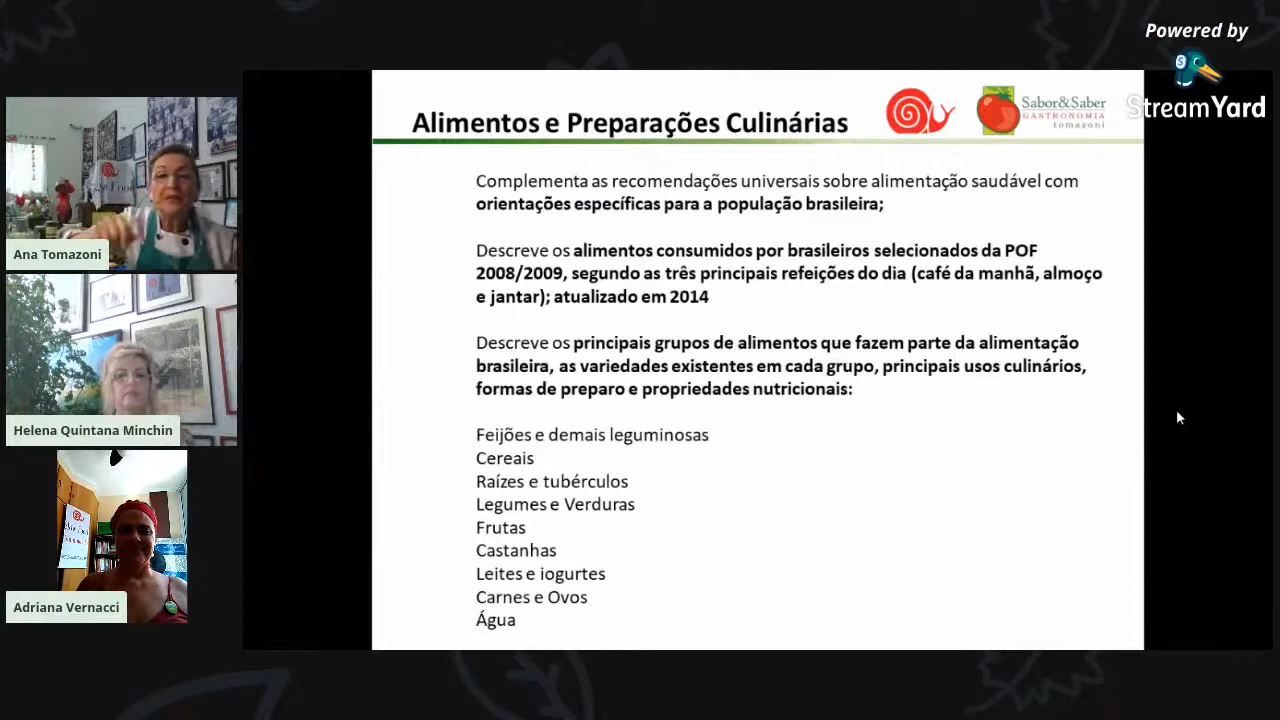 Powered by
StreamYard
Alimentos e Preparações Culinárias
Sabor&Saber
GASTRONOMIA
tomazoni
Complementa as recomendações universais sobre alimentação saudável com
orientações específicas para a população brasileira;
Descreve os alimentos consumidos por brasileiros selecionados da POF
2008/2009, segundo as três principais refeições do dia (café da manhã, almoço
e jantar); atualizado em 2014
Descreve os principais grupos de alimentos que fazem parte da alimentação
brasileira, as variedades existentes em cada grupo, principais usos culinários,
formas de preparo e propriedades nutricionais:
Feijões e demais leguminosas
Cereais
Raízes e tubérculos
Legumes e Verduras
Frutas
Castanhas
Leites e iogurtes
Carnes e Ovos
Água
Ana Tomazoni
Helena Quintana Minchin
Adriana Vernacci